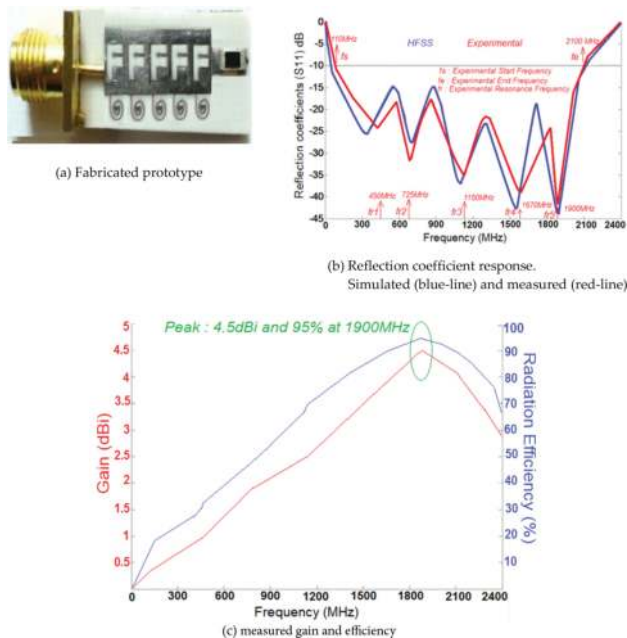 FFFFF
(a) Fabricated prototype
Reflection coefficients (S11) dB
0
-5
-10
-15
-20
-25
-30
-35
-40
-45
110MHz
fs
HFSS Experimental
2100 MHz
fe
fs : Experimental Start Frequency
fe : Experimental End Frequency
fr : Experimental Resonance Frequency
450MHz
fr1
725MHz
fr2
1150MHz
fr3
1670MHz
fr4
1900MHz
fr5
0 300 600 900 1200 1500 1800 2100 2400
Frequency (MHz)
(b) Reflection coefficient response.
Simulated (blue-line) and measured (red-line)
Peak : 4.5dBi and 95% at 1900MHz
Gain (dBi)
5
4.5
4
3.5
3
2.5
2
1.5
1
0.5
Radiation Efficiency (%)
100
90
80
70
60
50
40
30
20
10
0 300 600 900 1200 1500 1800 2100 2400
Frequency (MHz)
(c) measured gain and efficiency